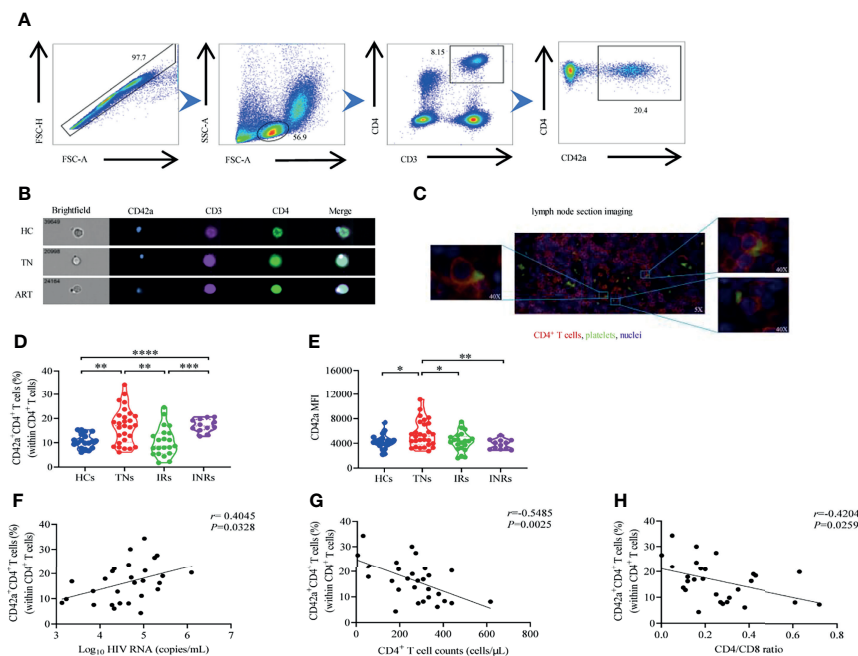 A
97.7
FSC-H
FSC-A
SSC-A
56.9
FSC-A
8.15
CD4
CD3
CD4
20.4
CD42a
B
Brightfield
CD42a
CD3
CD4
Merge
HC
TN
ART
C
lymph node section imaging
40X
5X
40X
40X
CD4⁺ T cells, platelets, nuclei
D
CD42a⁺CD4⁺ T cells (%)
(within CD4⁺ T cells)
50
40
30
20
10
0
****
** ** ***
HCs TNs IRs INRs
E
CD42a MFI
16000
12000
8000
4000
0
**
* *
HCs TNs IRs INRs
F
r= 0.4045
P=0.0328
CD42a⁺CD4⁺ T cells (%)
(within CD4⁺ T cells)
50
40
30
20
10
0
3 4 5 6 7
Log₁₀ HIV RNA (copies/mL)
G
r=-0.5485
P=0.0025
CD42a⁺CD4⁺ T cells (%)
(within CD4⁺ T cells)
50
40
30
20
10
0
0 200 400 600 800
CD4⁺ T cell counts (cells/μL)
H
r=-0.4204
P=0.0259
CD42a⁺CD4⁺ T cells (%)
(within CD4⁺ T cells)
50
40
30
20
10
0
0.0 0.2 0.4 0.6 0.8
CD4/CD8 ratio